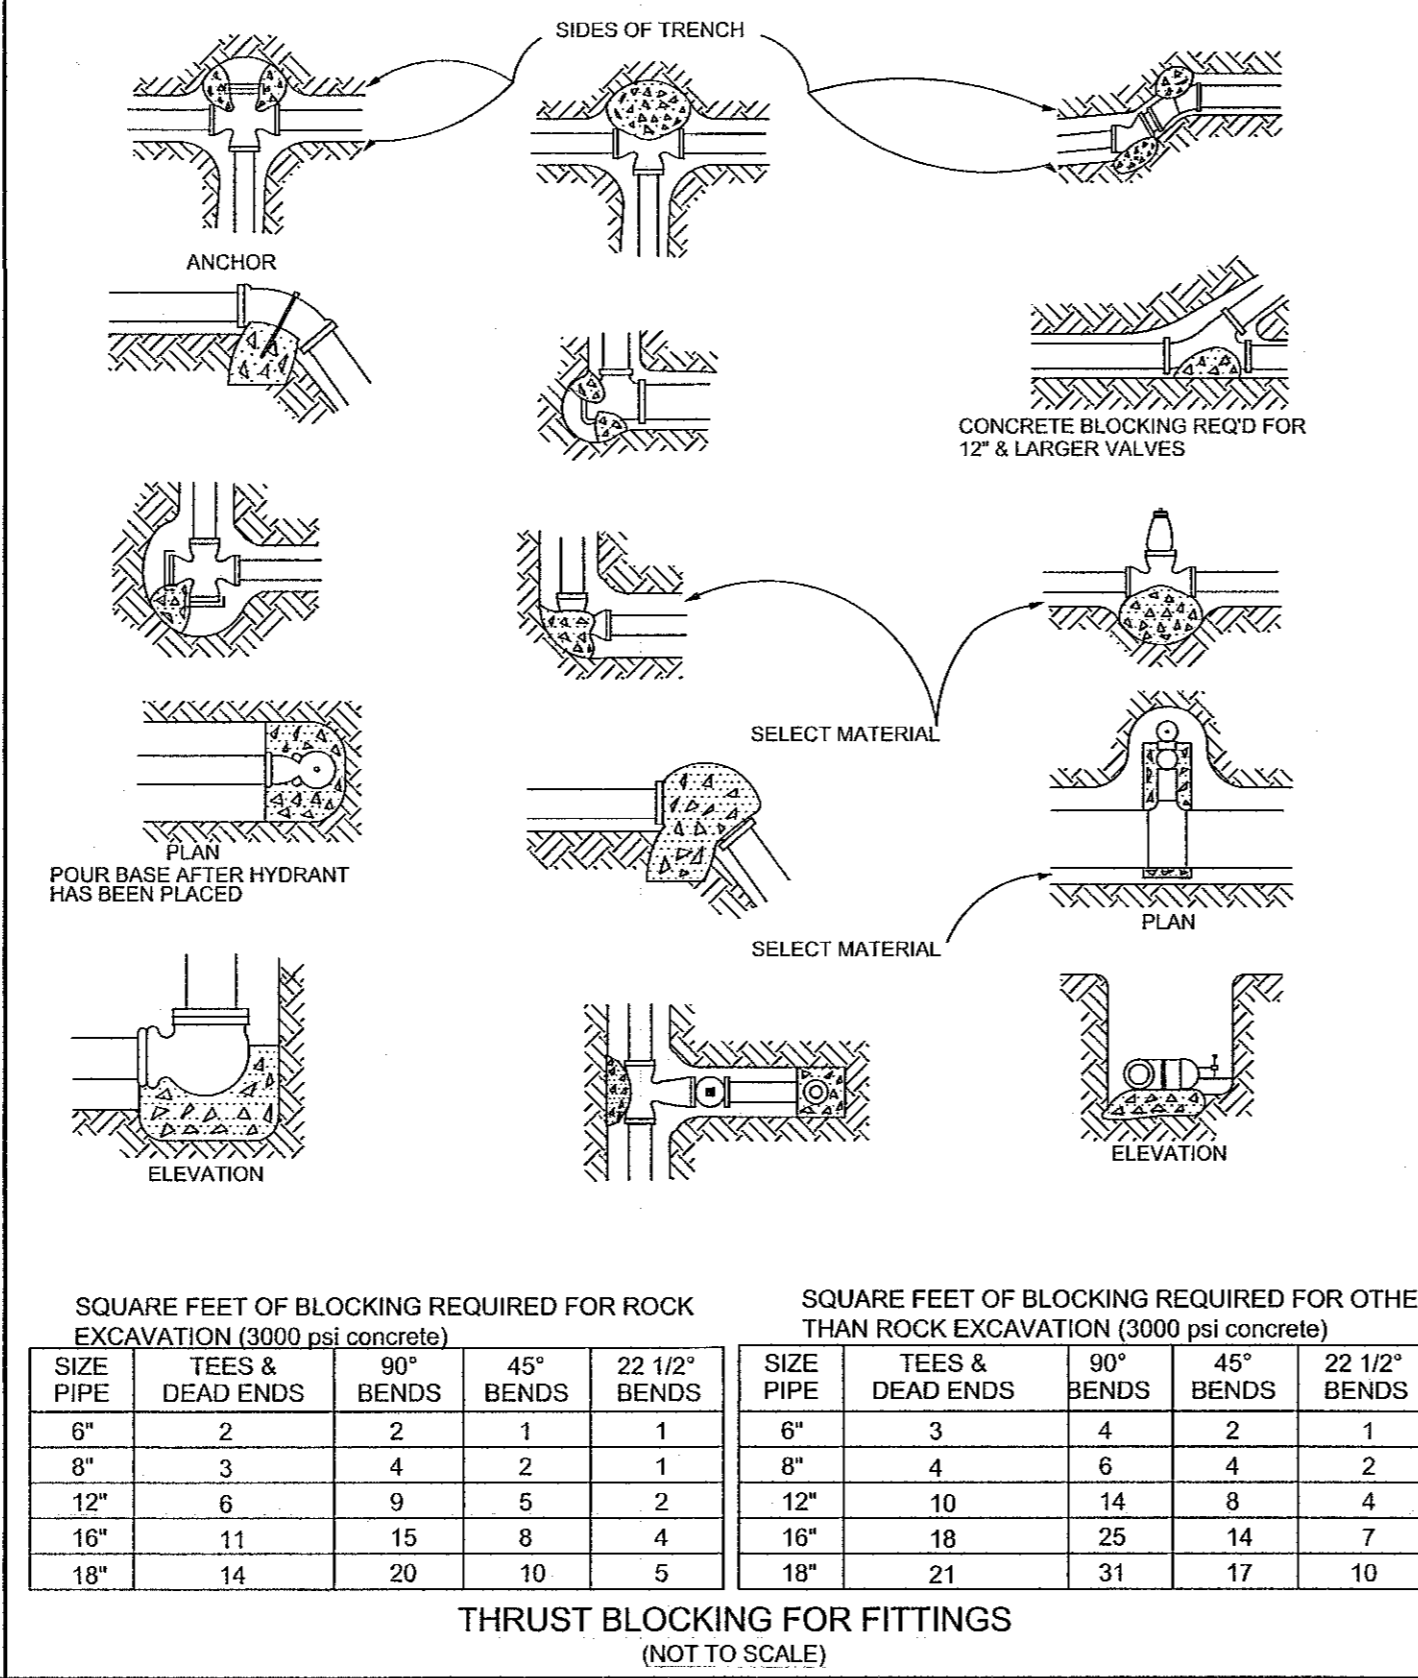 SIDES OF TRENCH
ANCHOR
CONCRETE BLOCKING REQ'D FOR
12" & LARGER VALVES
SELECT MATERIAL
PLAN
POUR BASE AFTER HYDRANT
HAS BEEN PLACED
PLAN
SELECT MATERIAL
ELEVATION
ELEVATION
SQUARE FEET OF BLOCKING REQUIRED FOR ROCK
EXCAVATION (3000 psi concrete)
SIZE PIPE TEES & DEAD ENDS 90° BENDS 45° BENDS 22 1/2° BENDS
6" 2 2 1 1
8" 3 4 2 1
12" 6 9 5 2
16" 11 15 8 4
18" 14 20 10 5
SQUARE FEET OF BLOCKING REQUIRED FOR OTHE
THAN ROCK EXCAVATION (3000 psi concrete)
SIZE PIPE TEES & DEAD ENDS 90° BENDS 45° BENDS 22 1/2° BENDS
6" 3 4 2 1
8" 4 6 4 2
12" 10 14 8 4
16" 18 25 14 7
18" 21 31 17 10
THRUST BLOCKING FOR FITTINGS
(NOT TO SCALE)